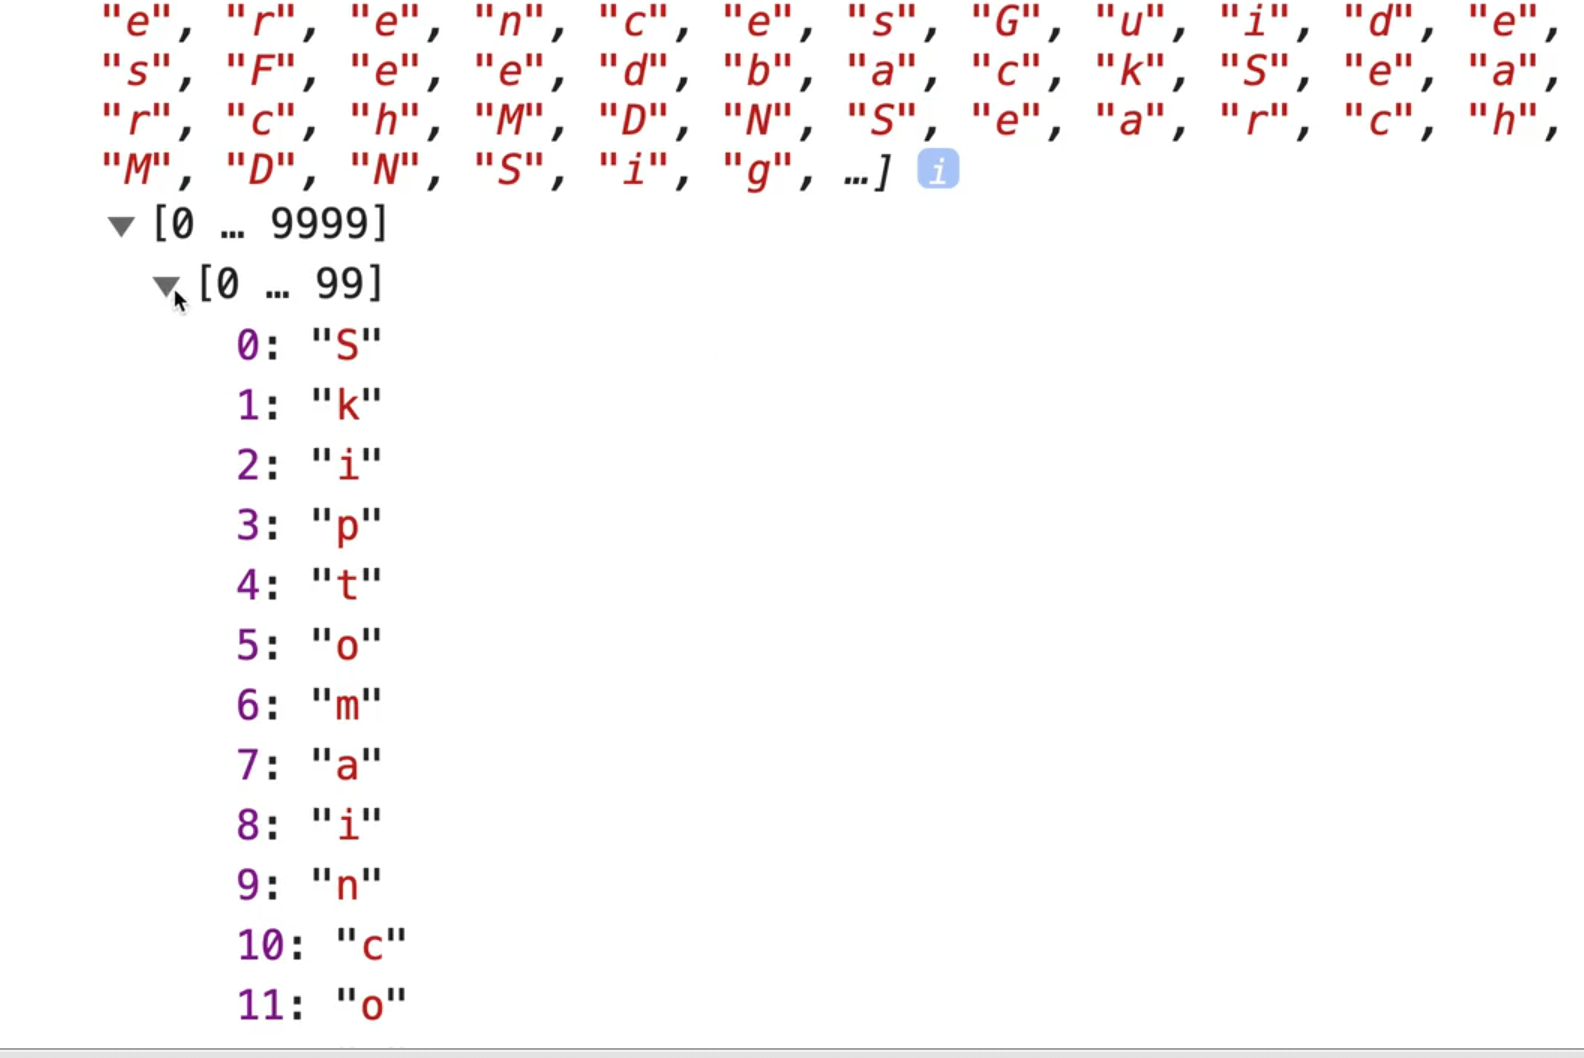 "e", "r", "e", "n", "c", "e", "s", "G", "u", "i", "d", "e",
"s", "F", "e", "e", "d", "b", "a", "c", "k", "S", "e", "a",
"r", "c", "h", "M", "D", "N", "S", "e", "a", "r", "c", "h",
"M", "D", "N", "S", "i", "g", …] i
[0 … 9999]
[0 … 99]
0: "S"
1: "k"
2: "i"
3: "p"
4: "t"
5: "o"
6: "m"
7: "a"
8: "i"
9: "n"
10: "c"
11: "o"